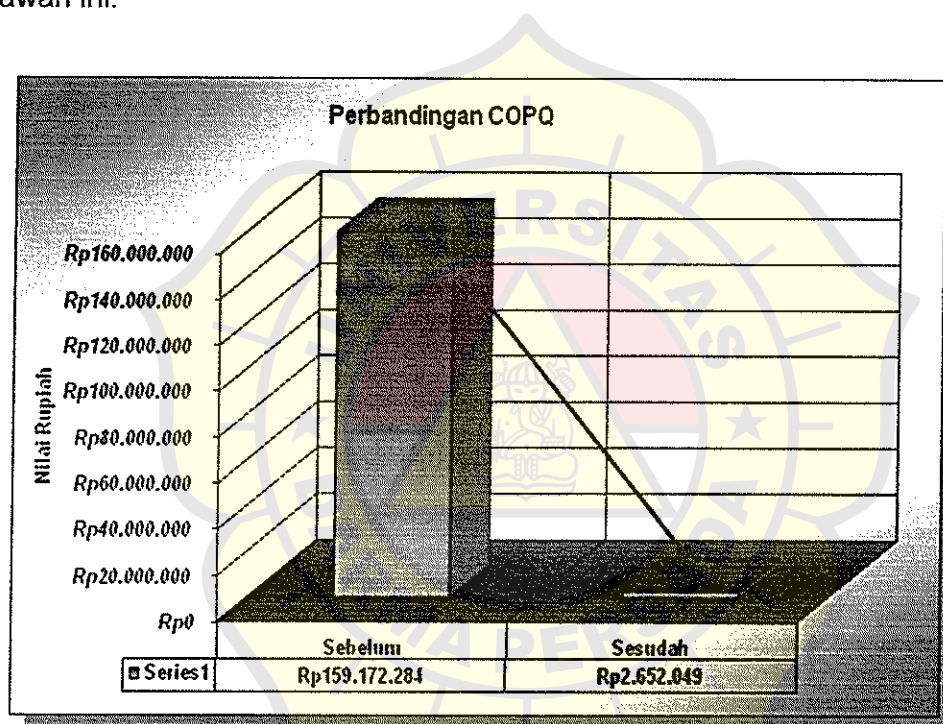 awah ini.
Perbandingan COPQ
Nilai Rupiah
Rp160.000.000
Rp140.000.000
Rp120.000.000
Rp100.000.000
Rp80.000.000
Rp60.000.000
Rp40.000.000
Rp20.000.000
Rp0
Sebelum Sesudah
Series1 Rp159.172.284 Rp2.652.049
UNIVERSITAS
PERSADA